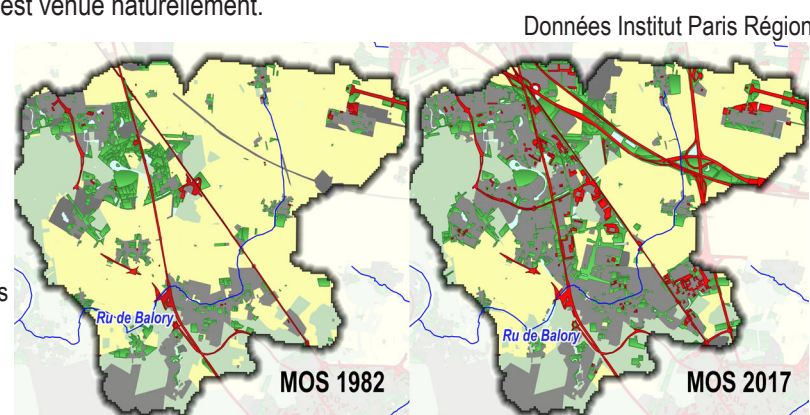 est venue naturellement.
Données Institut Paris Région
s
Ru de Balory
MOS 1982
Ru de Balory
MOS 2017